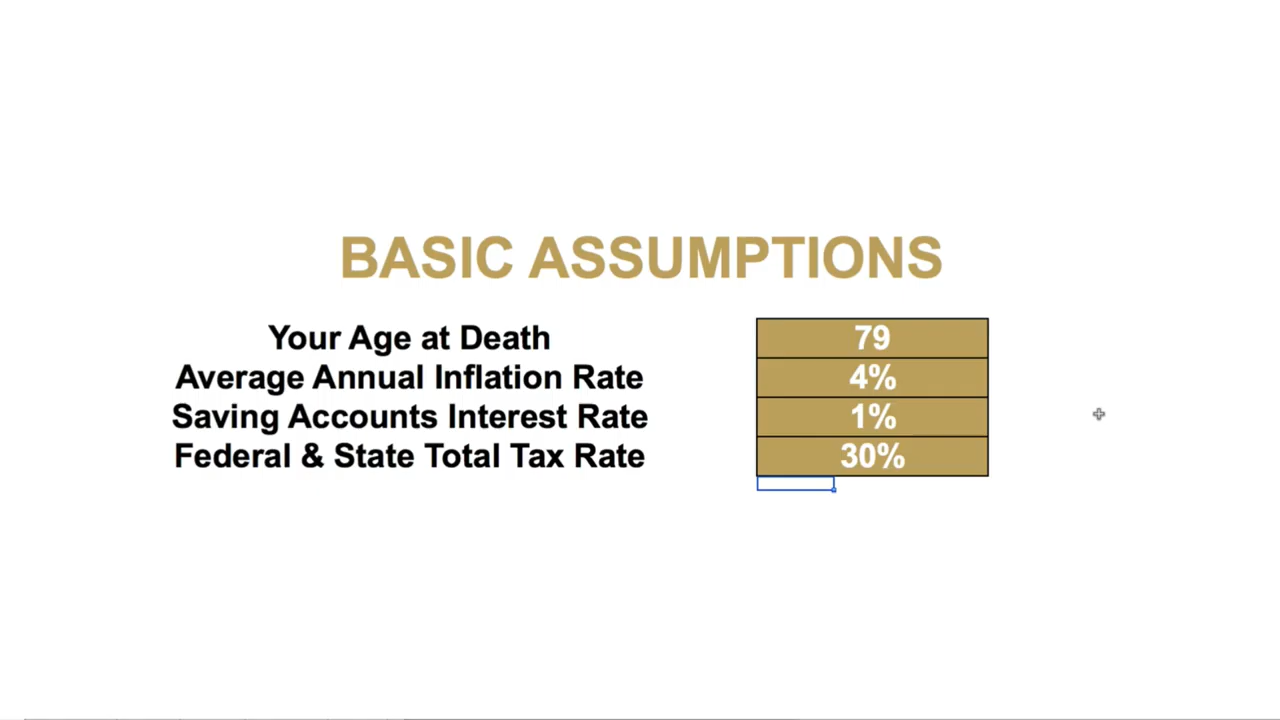 BASIC ASSUMPTIONS
Your Age at Death 79
Average Annual Inflation Rate 4%
Saving Accounts Interest Rate 1%
Federal & State Total Tax Rate 30%